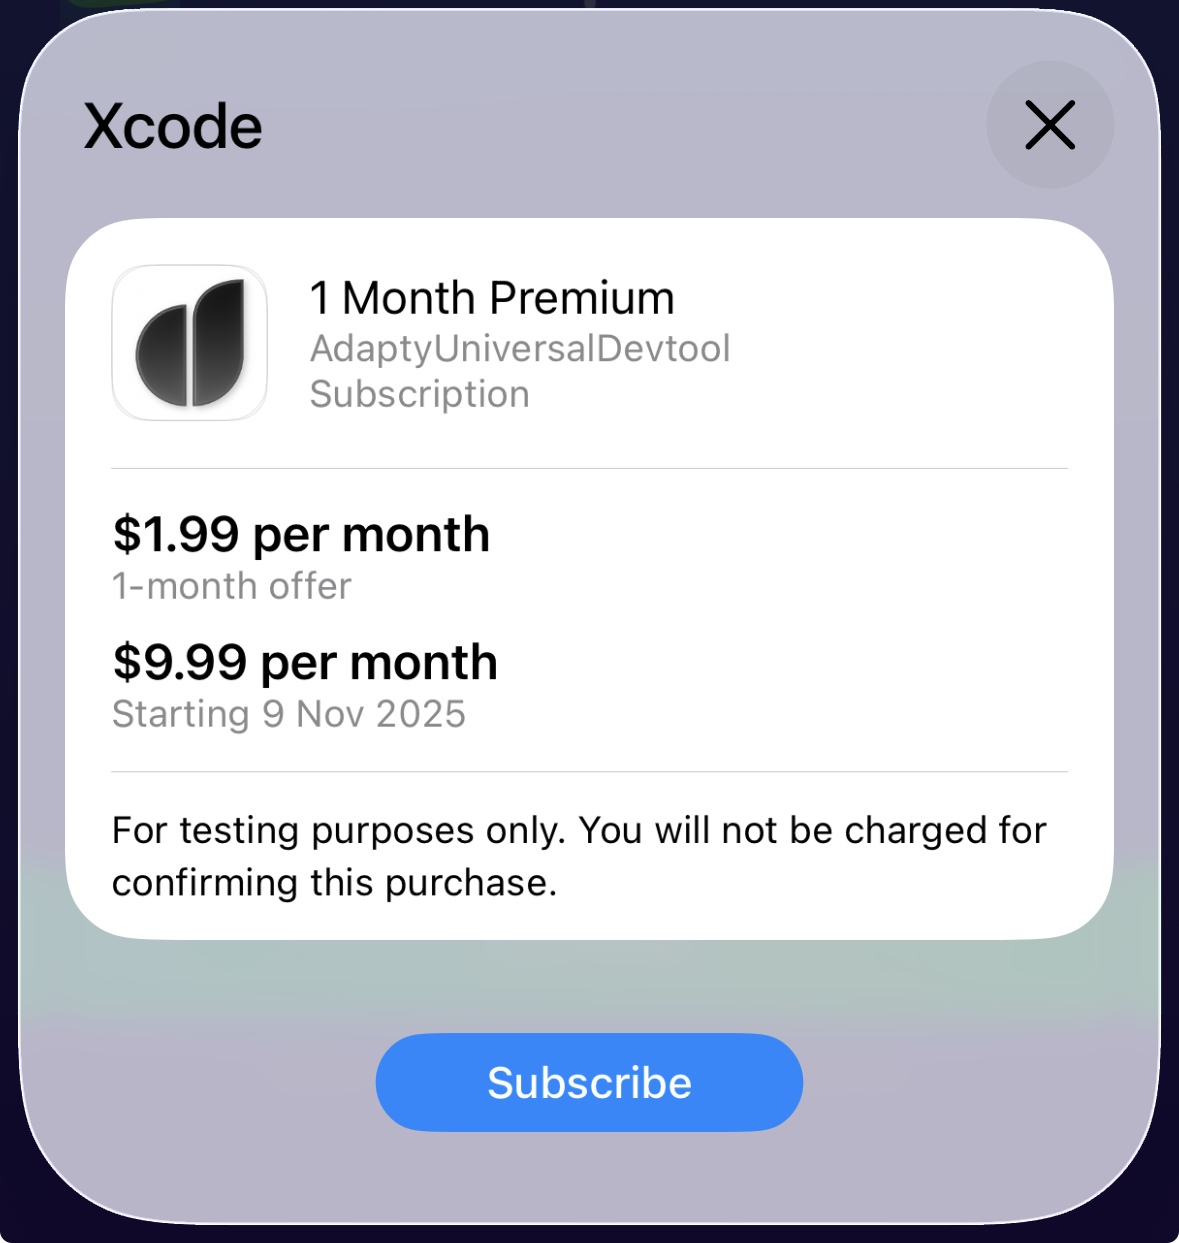 Xcode
1 Month Premium
AdaptyUniversalDevtool
Subscription
$1.99 per month
1-month offer
$9.99 per month
Starting 9 Nov 2025
For testing purposes only. You will not be charged for
confirming this purchase.
Subscribe